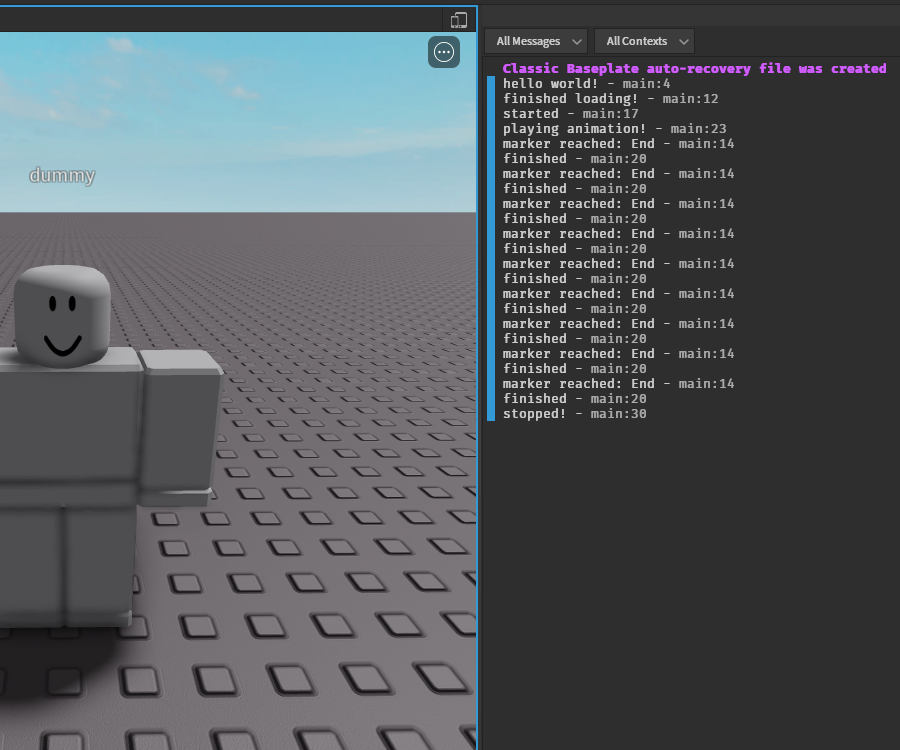 All Messages
All Contexts
dummy
Classic Baseplate auto-recovery file was created
hello world! - main:4
finished loading! - main:12
started - main:17
playing animation! - main:23
marker reached: End - main:14
finished - main:20
marker reached: End - main:14
finished - main:20
marker reached: End - main:14
finished - main:20
marker reached: End - main:14
finished - main:20
marker reached: End - main:14
finished - main:20
marker reached: End - main:14
finished - main:20
marker reached: End - main:14
finished - main:20
marker reached: End - main:14
finished - main:20
marker reached: End - main:14
finished - main:20
stopped! - main:30